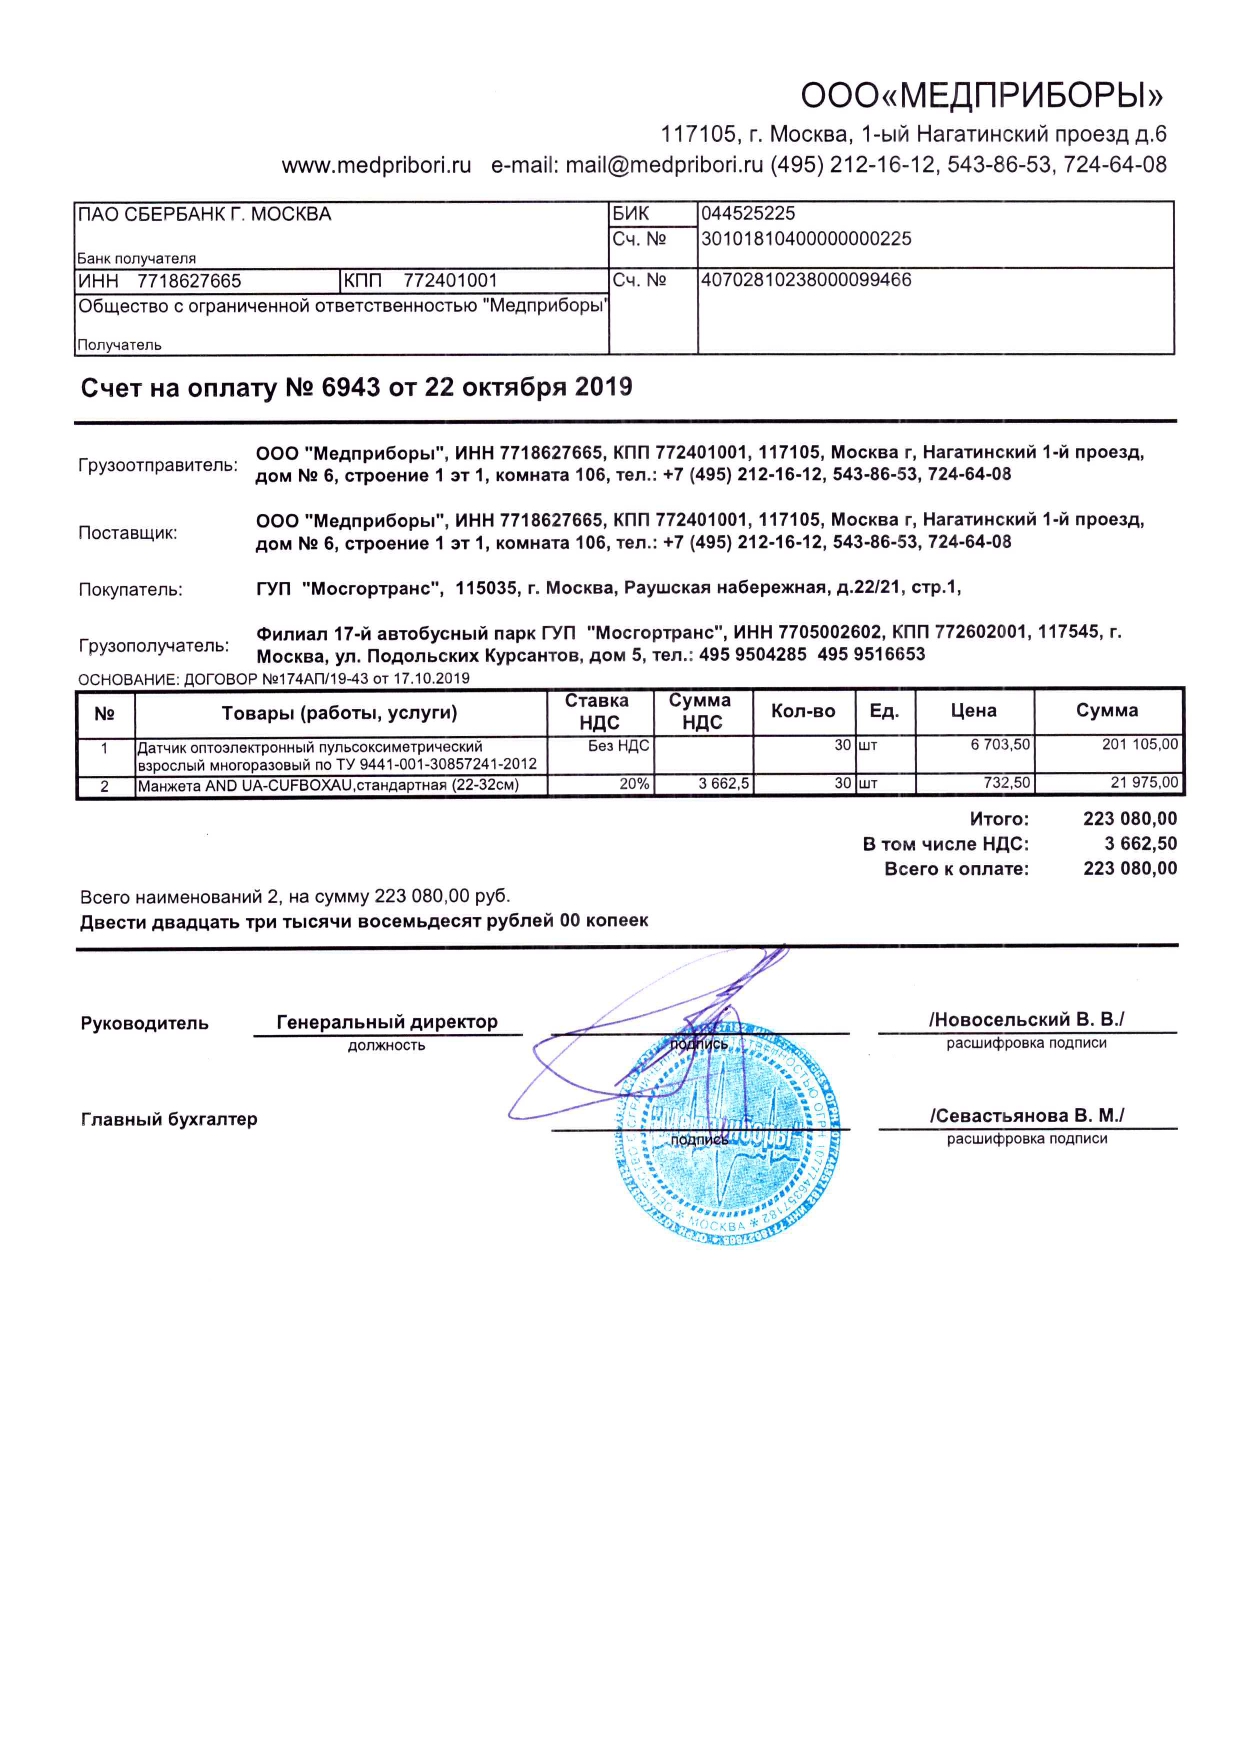 ООО«МЕДПРИБОРЫ»
117105, г. Москва, 1-ый Нагатинский проезд д.6
www.medpribori.ru e-mail: mail@medpribori.ru (495) 212-16-12, 543-86-53, 724-64-08
ПАО СБЕРБАНК Г. МОСКВА БИК 044525225
Сч. № 30101810400000000225
Банк получателя
ИНН 7718627665 КПП 772401001 Сч. № 40702810238000099466
Общество с ограниченной ответственностью "Медприборы"
Получатель
Счет на оплату № 6943 от 22 октября 2019
Грузоотправитель: ООО "Медприборы", ИНН 7718627665, КПП 772401001, 117105, Москва г, Нагатинский 1-й проезд,
дом № 6, строение 1 эт 1, комната 106, тел.: +7 (495) 212-16-12, 543-86-53, 724-64-08
Поставщик: ООО "Медприборы", ИНН 7718627665, КПП 772401001, 117105, Москва г, Нагатинский 1-й проезд,
дом № 6, строение 1 эт 1, комната 106, тел.: +7 (495) 212-16-12, 543-86-53, 724-64-08
Покупатель: ГУП "Мосгортранс", 115035, г. Москва, Раушская набережная, д.22/21, стр.1,
Грузополучатель: Филиал 17-й автобусный парк ГУП "Мосгортранс", ИНН 7705002602, КПП 772602001, 117545, г.
Москва, ул. Подольских Курсантов, дом 5, тел.: 495 9504285 495 9516653
ОСНОВАНИЕ: ДОГОВОР №174АП/19-43 от 17.10.2019
№ Товары (работы, услуги) Ставка НДС Сумма НДС Кол-во Ед. Цена Сумма
1 Датчик оптоэлектронный пульсоксиметрический Без НДС 30 шт 6 703,50 201 105,00
взрослый многоразовый по ТУ 9441-001-30857241-2012
2 Манжета AND UA-CUFBOXAU,стандартная (22-32см) 20% 3 662,5 30 шт 732,50 21 975,00
Итого: 223 080,00
В том числе НДС: 3 662,50
Всего к оплате: 223 080,00
Всего наименований 2, на сумму 223 080,00 руб.
Двести двадцать три тысячи восемьдесят рублей 00 копеек
Руководитель Генеральный директор /Новосельский В. В./
должность подпись расшифровка подписи
Главный бухгалтер /Севастьянова В. М./
подпись расшифровка подписи
"Медприборы"
ОГРН 1077746357182
* МОСКВА *